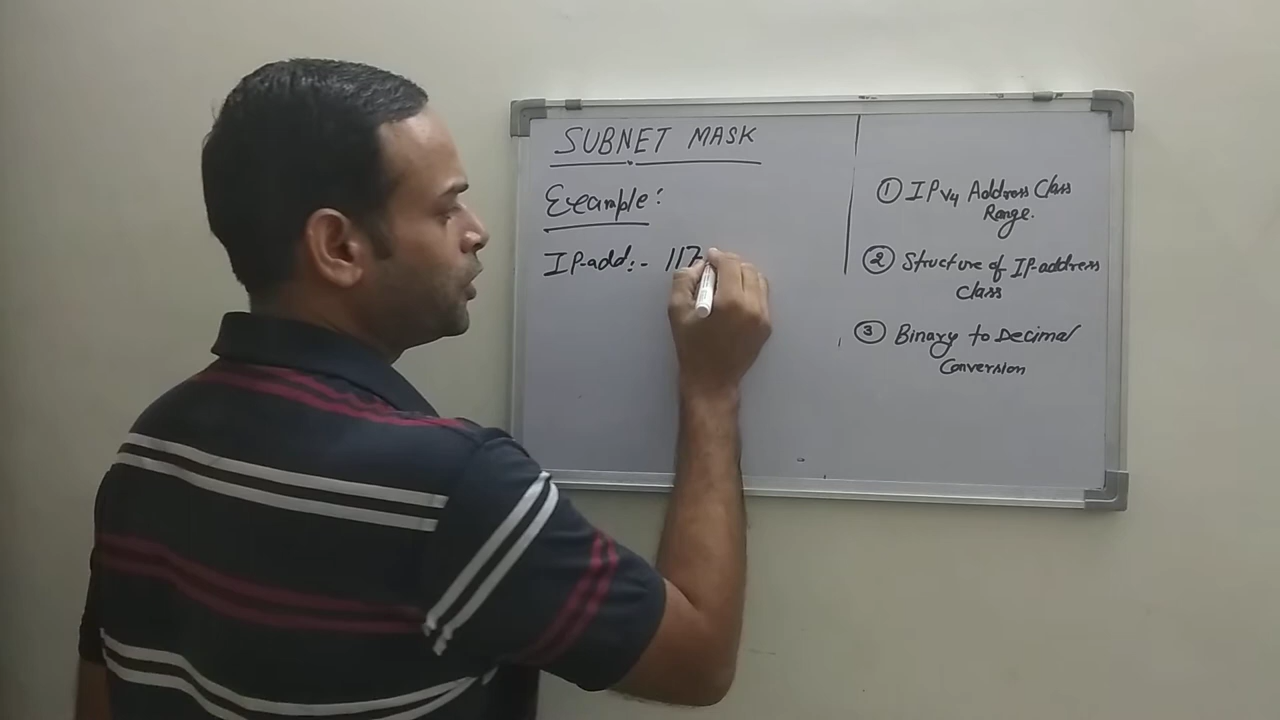 SUBNET MASK
Example:
IP-add:- 117
① IPv4 Address Class
Range.
② Structure of IP-address
Class
③ Binary to Decimal
Conversion